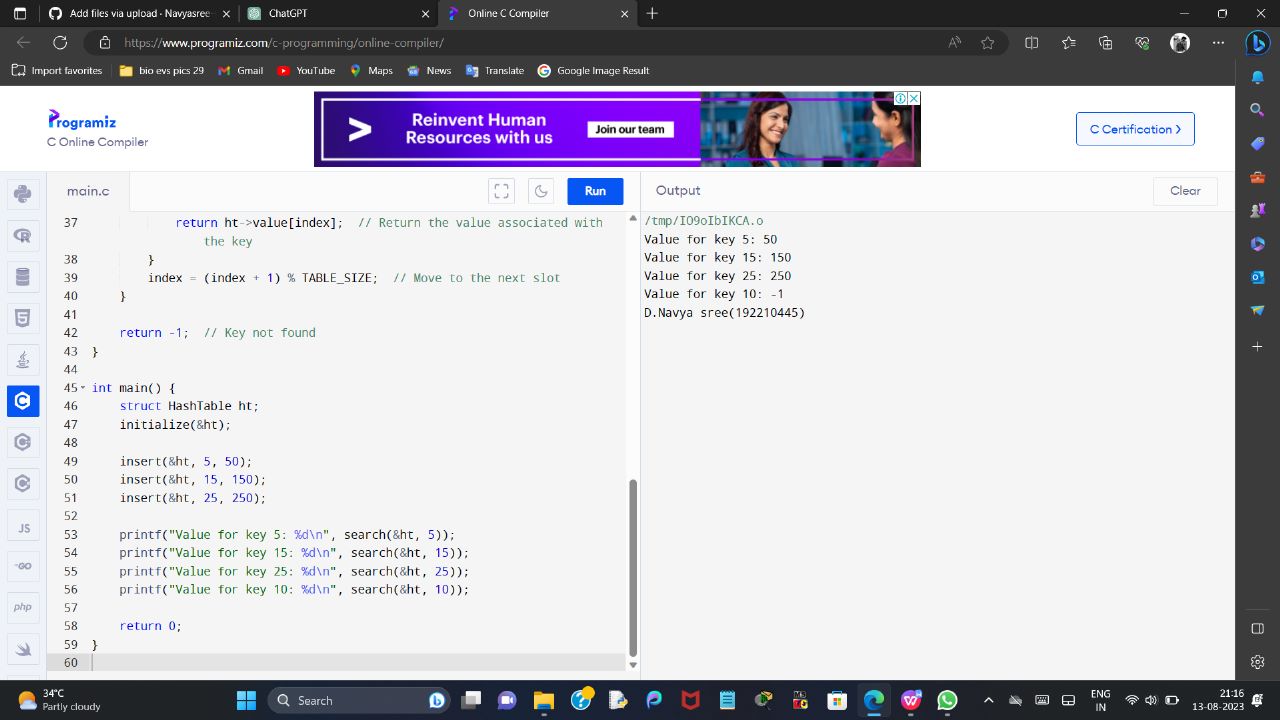 Add files via upload · Navyasree
ChatGPT
Online C Compiler
https://www.programiz.com/c-programming/online-compiler/
Import favorites
bio evs pics 29
Gmail
YouTube
Maps
News
Translate
Google Image Result
Programiz
C Online Compiler
Reinvent Human
Resources with us
Join our team
C Certification >
main.c
Run
Output
Clear
37 return ht->value[index];  // Return the value associated with
the key
38 }
39 index = (index + 1) % TABLE_SIZE;  // Move to the next slot
40 }
41
42 return -1;  // Key not found
43 }
44
45 int main() {
46 struct HashTable ht;
47 initialize(&ht);
48
49 insert(&ht, 5, 50);
50 insert(&ht, 15, 150);
51 insert(&ht, 25, 250);
52
53 printf("Value for key 5: %d\n", search(&ht, 5));
54 printf("Value for key 15: %d\n", search(&ht, 15));
55 printf("Value for key 25: %d\n", search(&ht, 25));
56 printf("Value for key 10: %d\n", search(&ht, 10));
57
58 return 0;
59 }
60
/tmp/IO9oIbIKCA.o
Value for key 5: 50
Value for key 15: 150
Value for key 25: 250
Value for key 10: -1
D.Navya sree(192210445)
JS
GO
php
34°C
Partly cloudy
Search
ENG
IN
21:16
13-08-2023